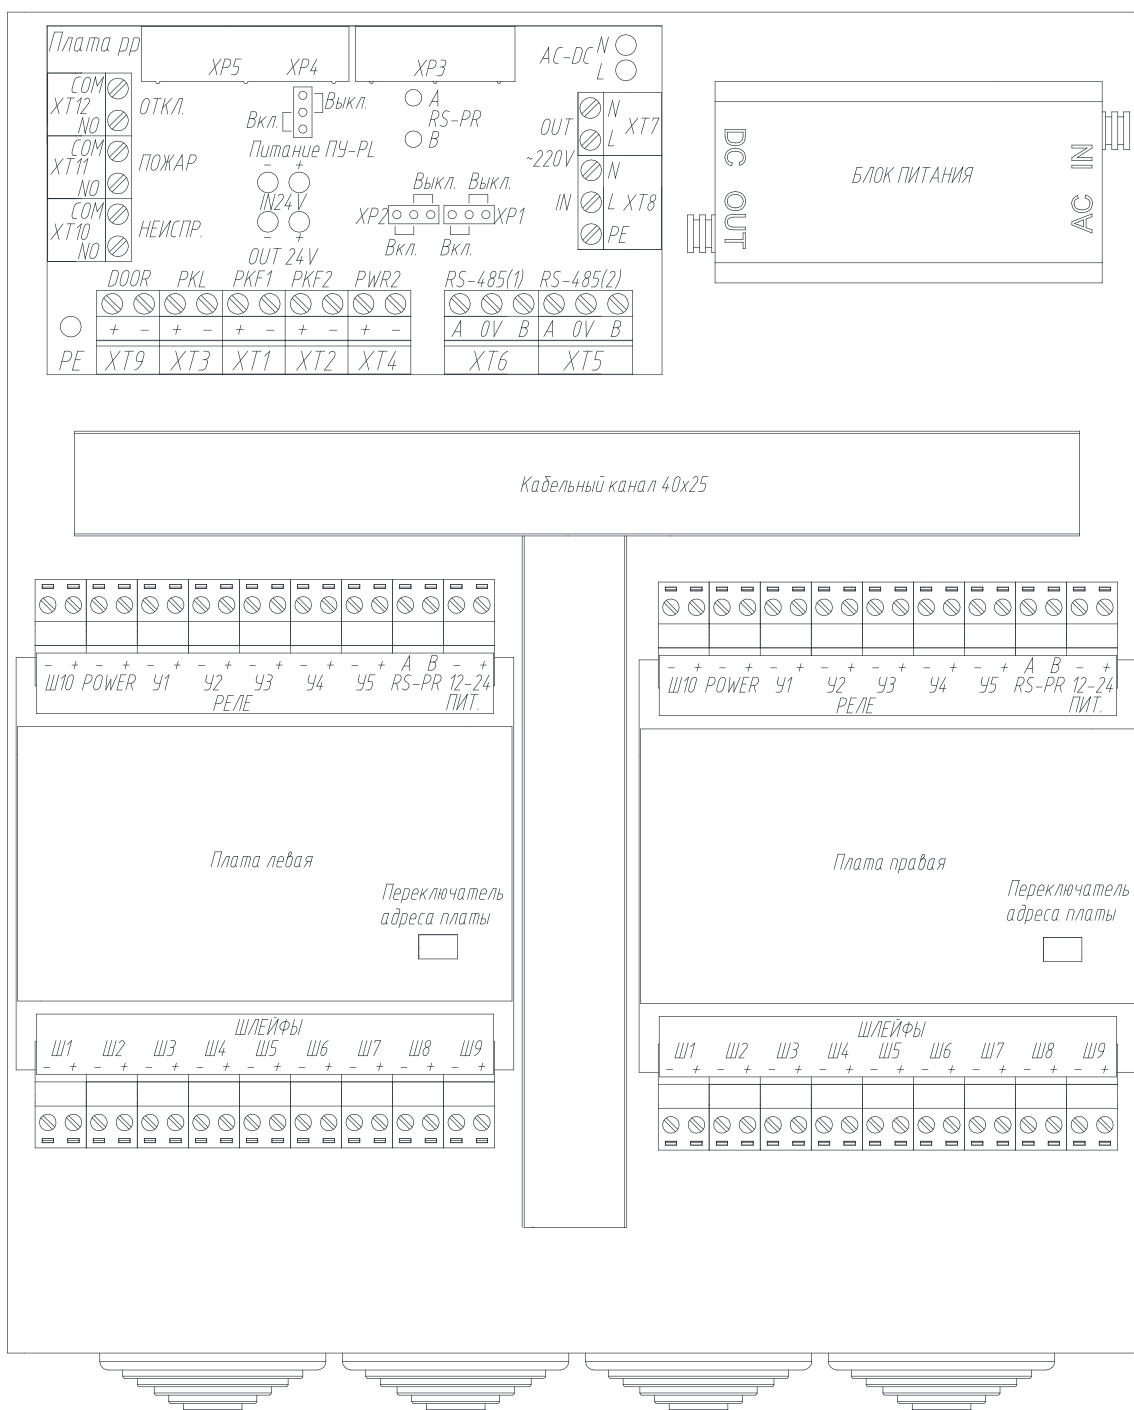 Плата рр
XP5 XP4 XP3
AC-DC N
L
COM
XT12
NO
ОТКЛ.
COM
XT11
NO
ПОЖАР
COM
XT10
NO
НЕИСПР.
Выкл.
Вкл.
A
RS-PR
B
Питание ПУ-PL
- +
IN24V
- +
OUT 24V
Выкл. Выкл.
XP2 XP1
Вкл. Вкл.
OUT N XT7
L
~220V
N
IN L XT8
PE
DC OUT
БЛОК ПИТАНИЯ
AC IN
DOOR PKL PKF1 PKF2 PWR2 RS-485(1) RS-485(2)
+ - + - + - + - + - A 0V B A 0V B
PE XT9 XT3 XT1 XT2 XT4 XT6 XT5
Кабельный канал 40x25
- + - + - + - + - + - + - + A B - +
Ш10 POWER У1 У2 У3 У4 У5 RS-PR 12-24
РЕЛЕ ПИТ.
- + - + - + - + - + - + - + A B - +
Ш10 POWER У1 У2 У3 У4 У5 RS-PR 12-24
РЕЛЕ ПИТ.
Плата левая
Переключатель
адреса платы
Плата правая
Переключатель
адреса платы
ШЛЕЙФЫ
Ш1 Ш2 Ш3 Ш4 Ш5 Ш6 Ш7 Ш8 Ш9
- + - + - + - + - + - + - + - + - +
ШЛЕЙФЫ
Ш1 Ш2 Ш3 Ш4 Ш5 Ш6 Ш7 Ш8 Ш9
- + - + - + - + - + - + - + - + - +